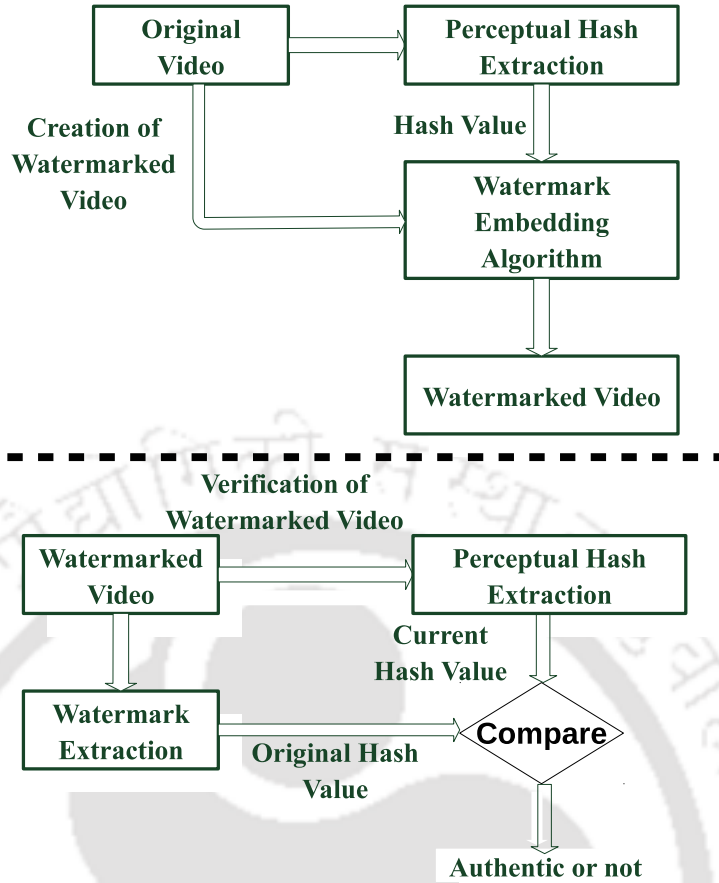 Original
Video
Perceptual Hash
Extraction
Creation of
Watermarked
Video
Hash Value
Watermark
Embedding
Algorithm
Watermarked Video
Verification of
Watermarked Video
Watermarked
Video
Perceptual Hash
Extraction
Current
Hash Value
Watermark
Extraction
Original Hash
Value
Compare
Authentic or not